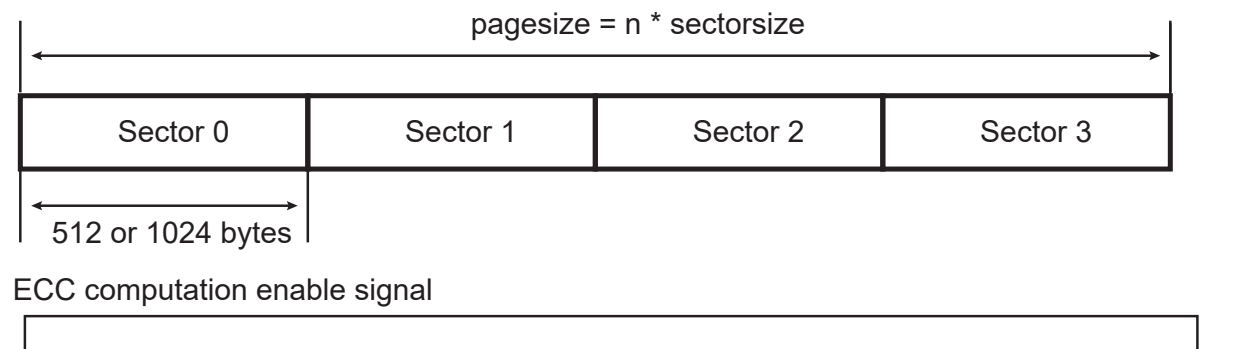 pagesize = n * sectorsize
Sector 0 Sector 1 Sector 2 Sector 3
512 or 1024 bytes
ECC computation enable signal